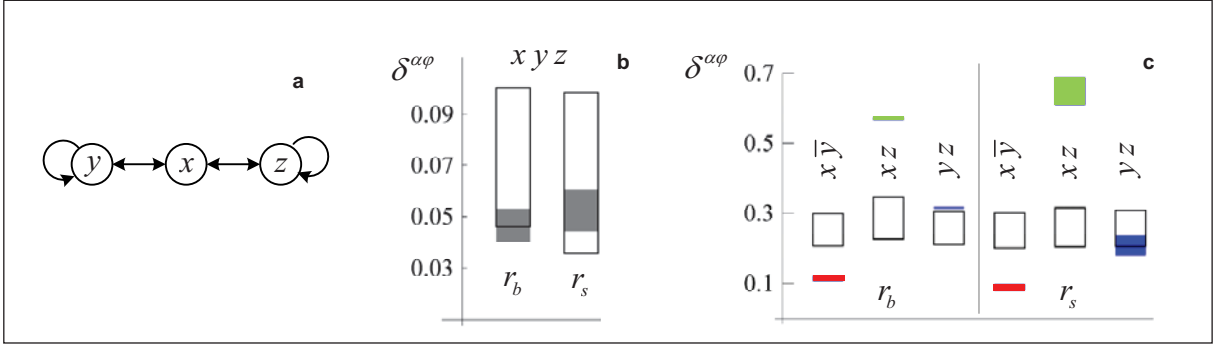 a
y x z
δ^αφ
x y z
b
0.09
0.07
0.05
0.03
r_b r_s
δ^αφ
c
0.7
0.5
0.3
0.1
x y̅
x z
y z
x y̅
x z
y z
r_b r_s